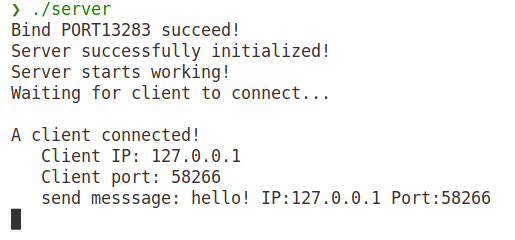 ❯ ./server
Bind PORT13283 succeed!
Server successfully initialized!
Server starts working!
Waiting for client to connect...
A client connected!
Client IP: 127.0.0.1
Client port: 58266
send messsage: hello! IP:127.0.0.1 Port:58266